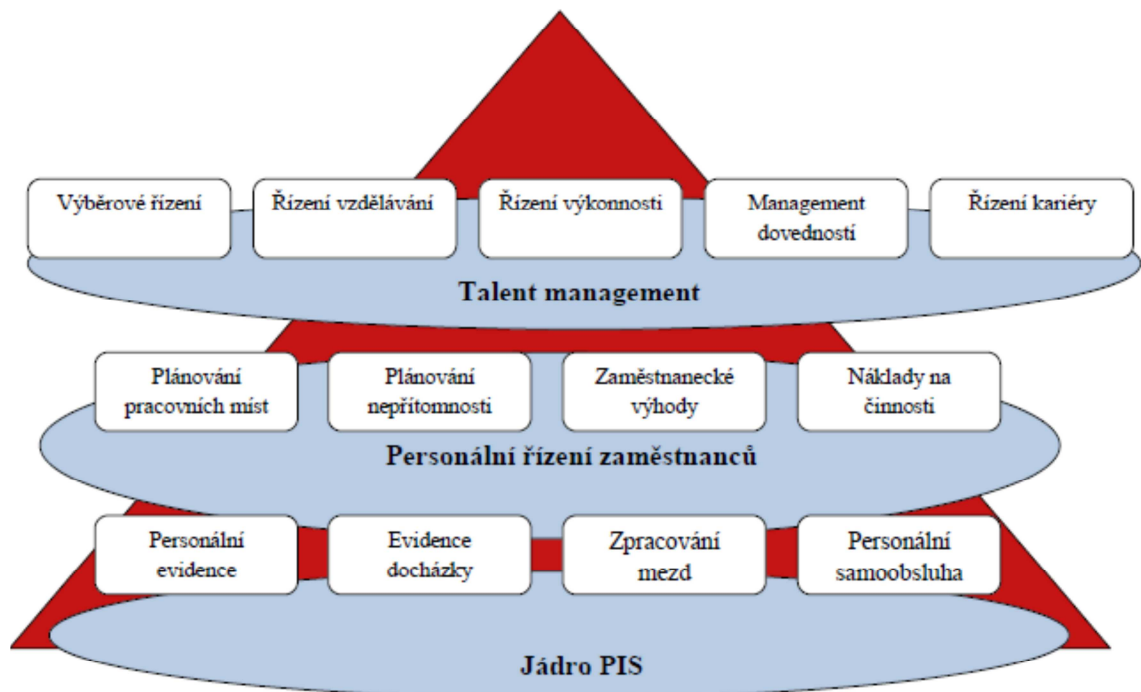 Výběrové řízení
Řízení vzdělávání
Řízení výkonnosti
Management
dovedností
Řízení kariéry
Talent management
Plánování
pracovních míst
Plánování
nepřítomnosti
Zaměstnanecké
výhody
Náklady na
činnosti
Personální řízení zaměstnanců
Personální
evidence
Evidence
docházky
Zpracování
mezd
Personální
samoobsluha
Jádro PIS